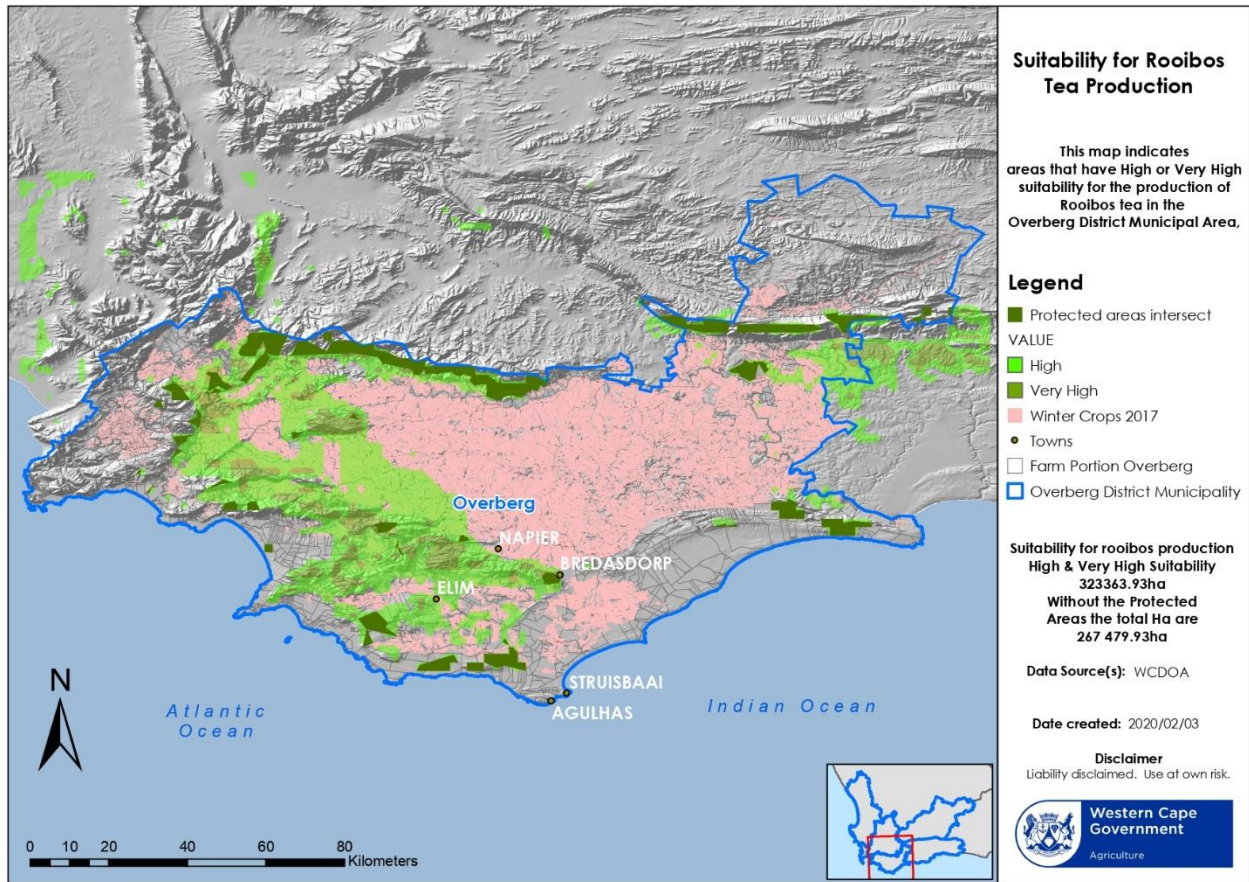 Overberg
NAPIER
BREDASDORP
ELIM
STRUISBAAI
AGULHAS
Atlantic
Ocean
Indian Ocean
N
0 5 10 20 40 60 80
Kilometers
Suitability for Rooibos
Tea Production
This map indicates
areas that have High or Very High
suitability for the production of
Rooibos tea in the
Overberg District Municipal Area,
Legend
Protected areas intersect
VALUE
High
Very High
Winter Crops 2017
Towns
Farm Portion Overberg
Overberg District Municipality
Suitability for rooibos production
High & Very High Suitability
323363.93ha
Without the Protected
Areas the total Ha are
267 479.93ha
Data Source(s): WCDOA
Date created: 2020/02/03
Disclaimer
Liability disclaimed. Use at own risk.
Western Cape
Government
Agriculture